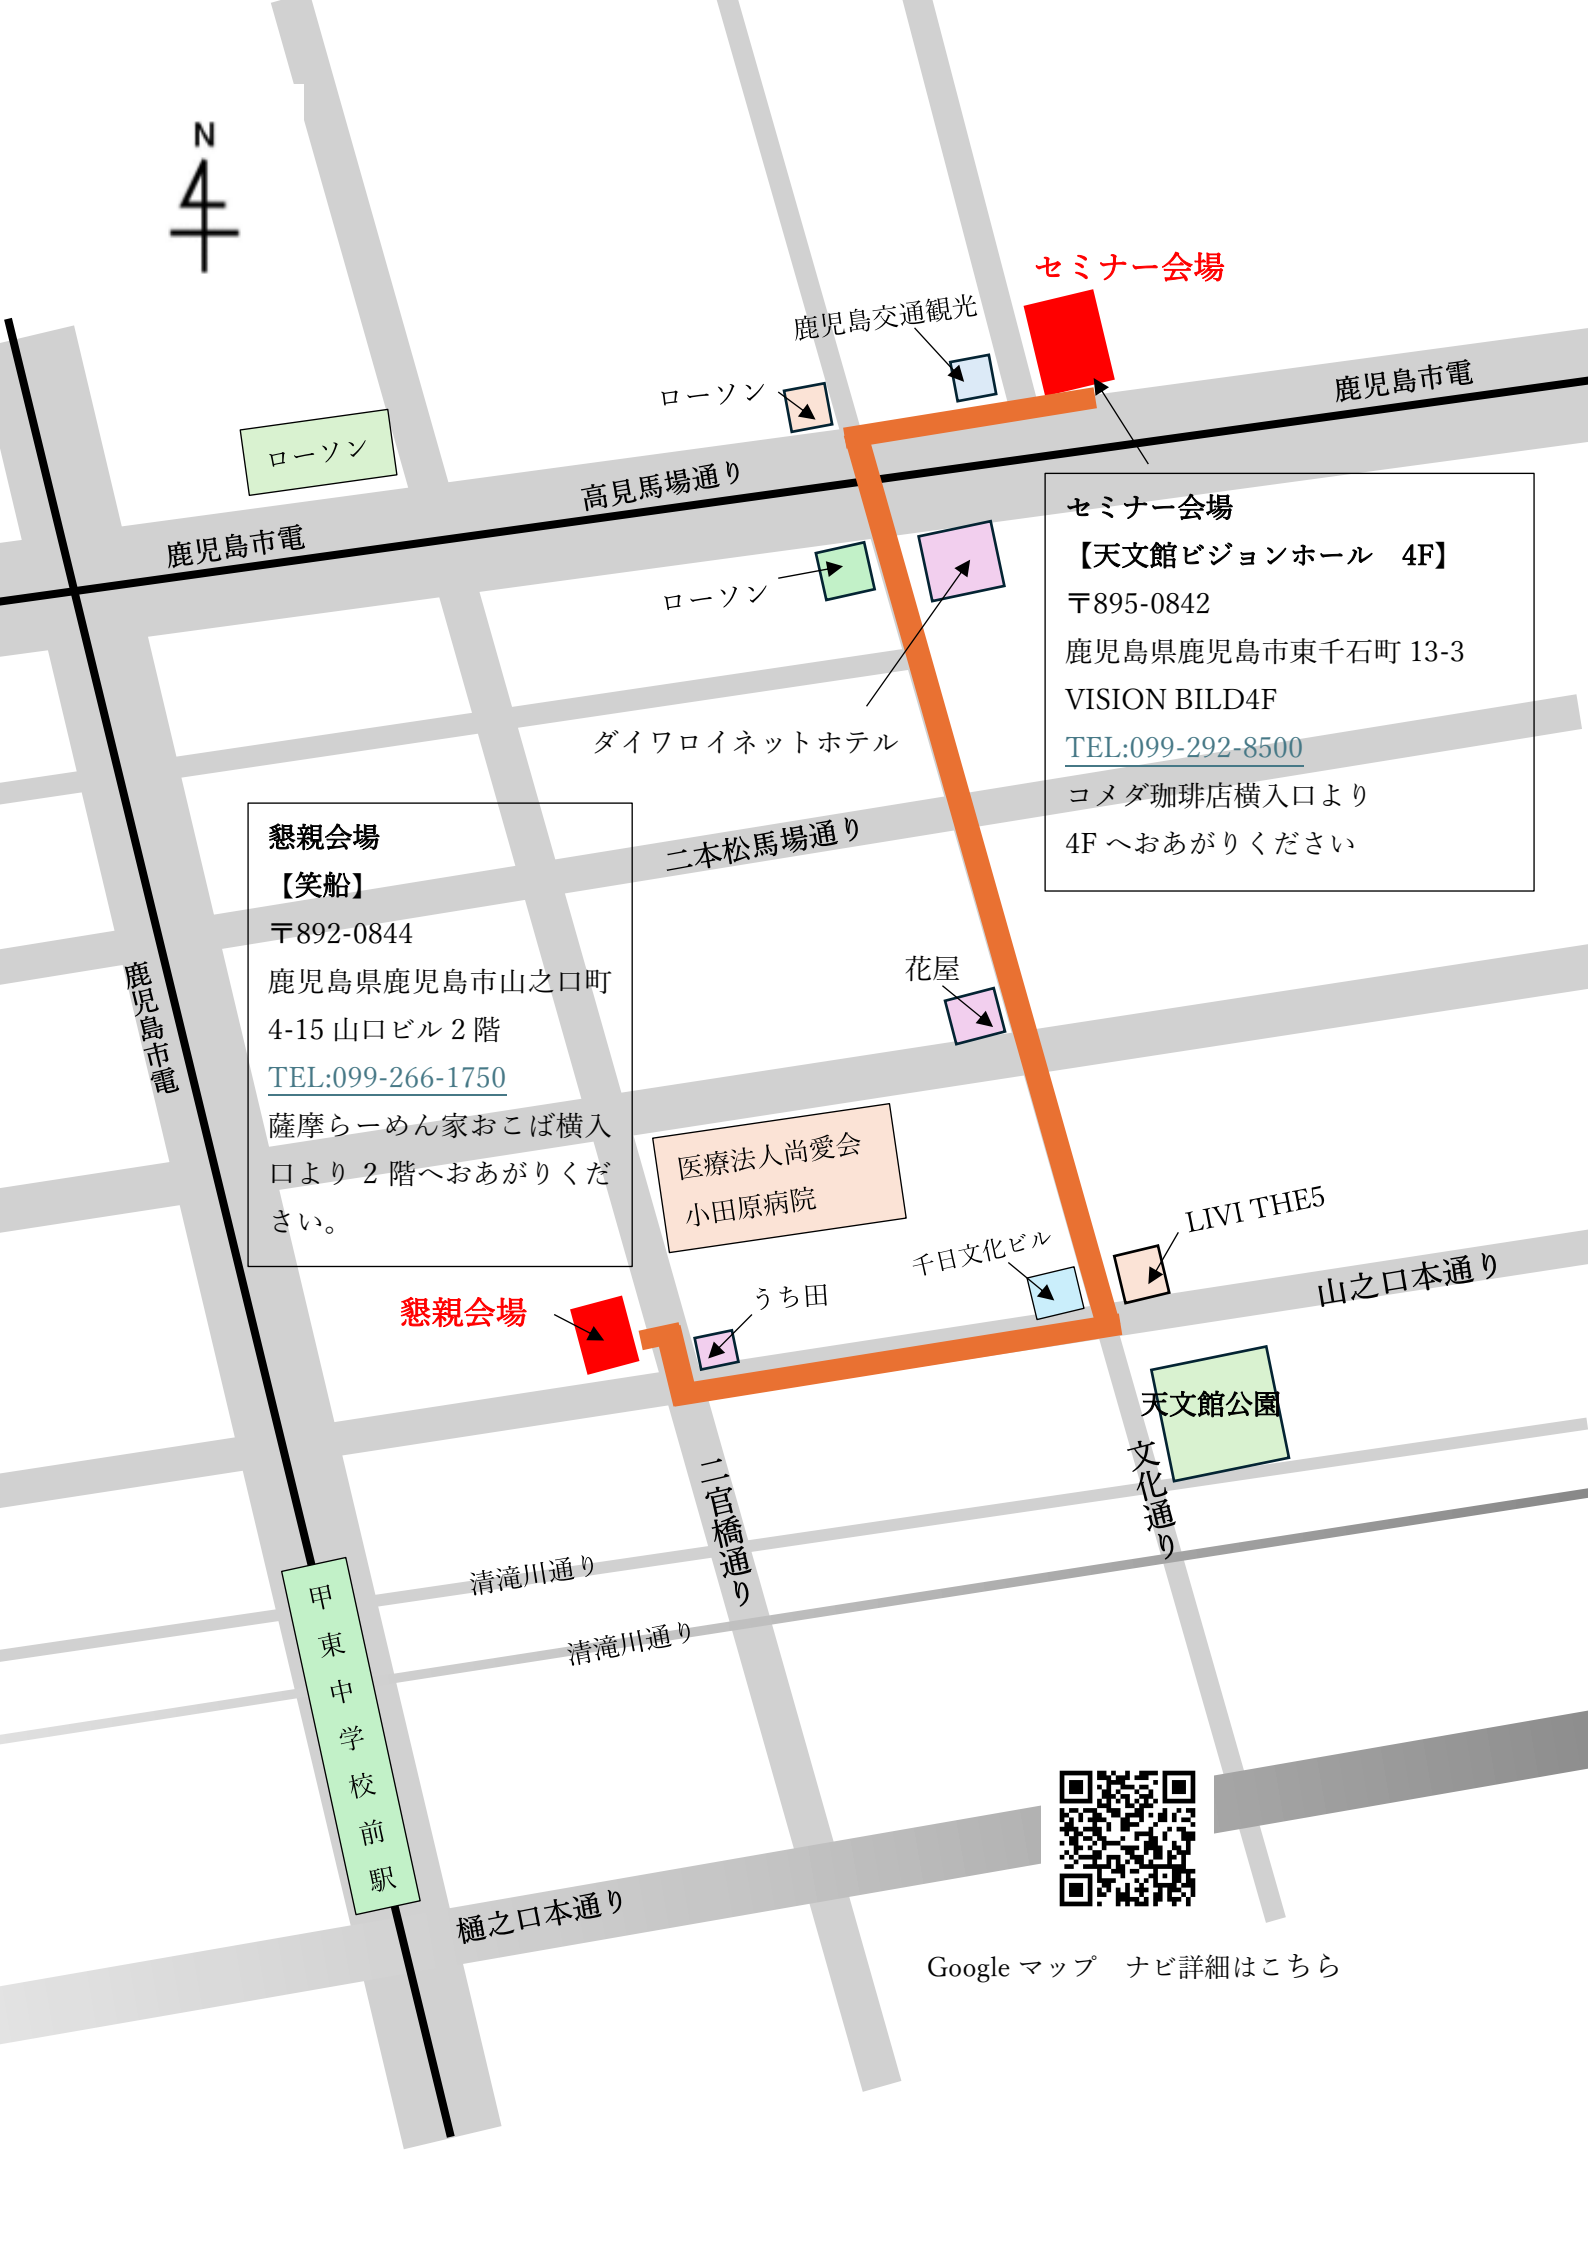 N
セミナー会場
鹿児島交通観光
ローソン
鹿児島市電
ローソン
高見馬場通り
鹿児島市電
ローソン
セミナー会場
【天文館ビジョンホール　4F】
〒895-0842
鹿児島県鹿児島市東千石町 13-3
VISION BILD4F
TEL:099-292-8500
コメダ珈琲店横入口より
4F へおあがりください
ダイワロイネットホテル
二本松馬場通り
懇親会場
【笑船】
〒892-0844
鹿児島県鹿児島市山之口町
4-15 山口ビル 2 階
TEL:099-266-1750
薩摩らーめん家おこば横入
口より 2 階へおあがりくだ
さい。
花屋
鹿児島市電
医療法人尚愛会
小田原病院
LIVI THE5
千日文化ビル
山之口本通り
うち田
懇親会場
天文館公園
文化通り
二官橋通り
清滝川通り
清滝川通り
甲東中学校前駅
樋之口本通り
Google マップ　ナビ詳細はこちら